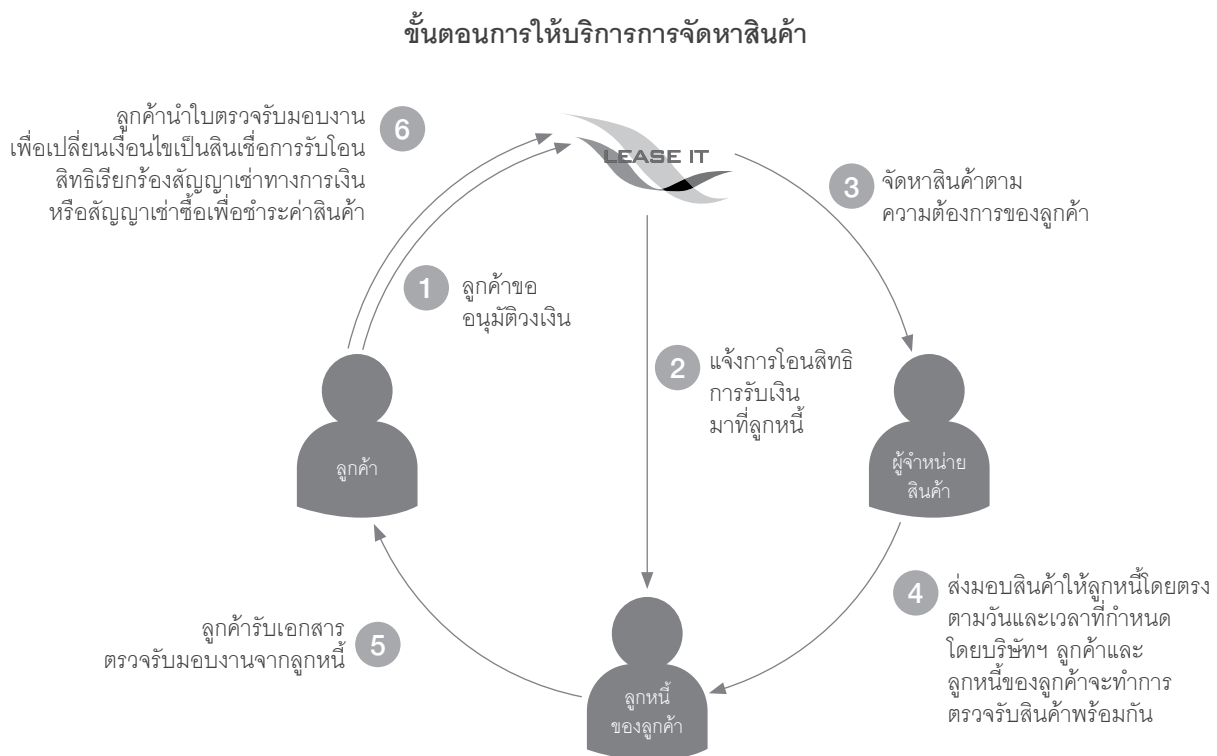 ขั้นตอนการให้บริการการจัดหาสินค้า
6
ลูกค้านำใบตรวจรับมอบงาน
เพื่อเปลี่ยนเงื่อนไขเป็นสินเชื่อการรับโอน
สิทธิเรียกร้องสัญญาเช่าทางการเงิน
หรือสัญญาเช่าซื้อเพื่อชำระค่าสินค้า
LEASE IT
3
จัดหาสินค้าตาม
ความต้องการของลูกค้า
1
ลูกค้าขอ
อนุมัติวงเงิน
2
แจ้งการโอนสิทธิ
การรับเงิน
มาที่ลูกหนี้
ลูกค้า
ผู้จำหน่าย
สินค้า
4
ส่งมอบสินค้าให้ลูกหนี้โดยตรง
ตามวันและเวลาที่กำหนด
โดยบริษัทฯ ลูกค้าและ
ลูกหนี้ของลูกค้าจะทำการ
ตรวจรับสินค้าพร้อมกัน
5
ลูกค้ารับเอกสาร
ตรวจรับมอบงานจากลูกหนี้
ลูกหนี้
ของลูกค้า